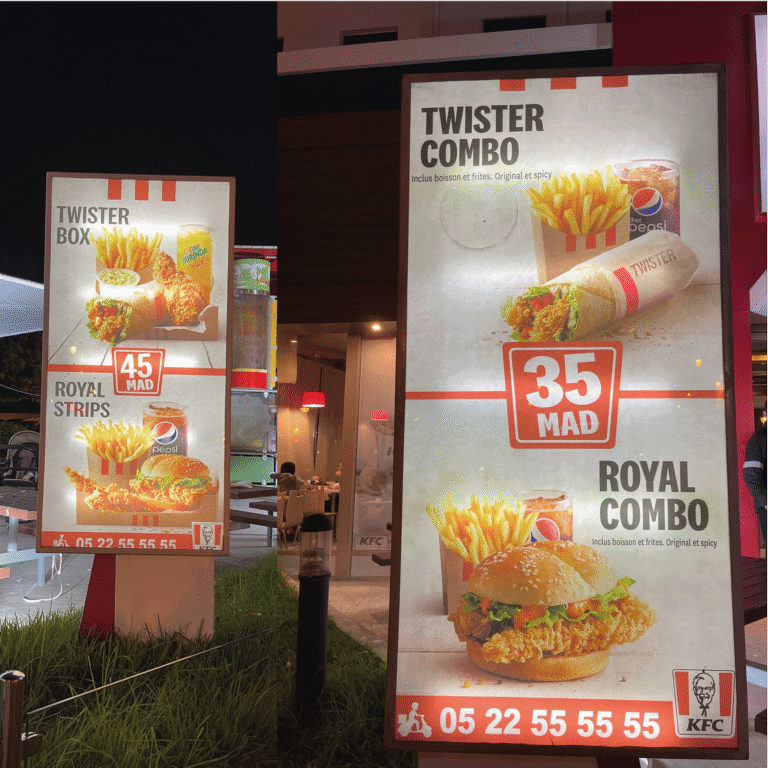 TWISTER
BOX
MIRINDA
45
MAD
ROYAL
STRIPS
pepsi
05 22 55 55 55
KFC
TWISTER
COMBO
Inclus boisson et frites. Original et spicy
pepsi
TWISTER
35
MAD
ROYAL
COMBO
Inclus boisson et frites. Original et spicy
05 22 55 55 55
KFC
KFC